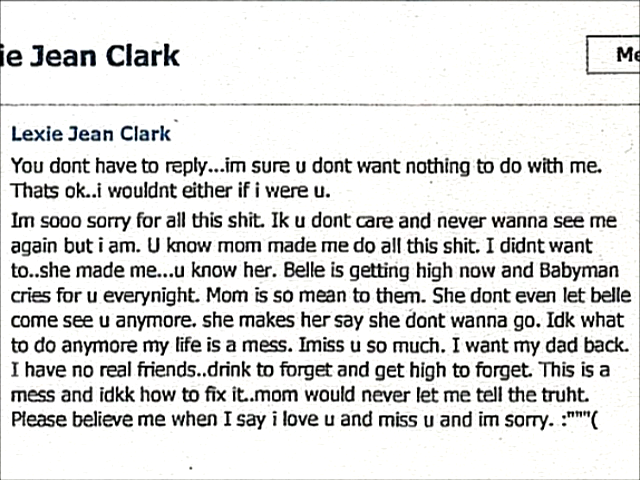 ie Jean Clark
Me
Lexie Jean Clark
You dont have to reply...im sure u dont want nothing to do with me.
Thats ok..i wouldnt either if i were u.
Im sooo sorry for all this shit. Ik u dont care and never wanna see me
again but i am. U know mom made me do all this shit. I didnt want
to..she made me...u know her. Belle is getting high now and Babyman
cries for u everynight. Mom is so mean to them. She dont even let belle
come see u anymore. she makes her say she dont wanna go. Idk what
to do anymore my life is a mess. Imiss u so much. I want my dad back.
I have no real friends..drink to forget and get high to forget. This is a
mess and idkk how to fix it..mom would never let me tell the truht.
Please believe me when I say i love u and miss u and im sorry. :"""(